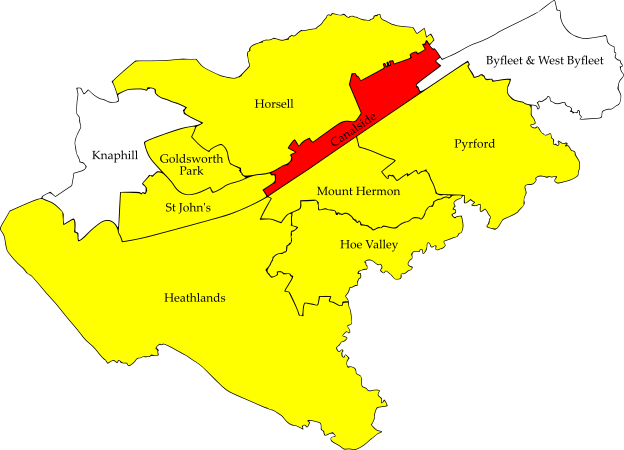 Byfleet & West Byfleet
Horsell
Canalside
Pyrford
Knaphill
Goldsworth
Park
Mount Hermon
St John's
Hoe Valley
Heathlands